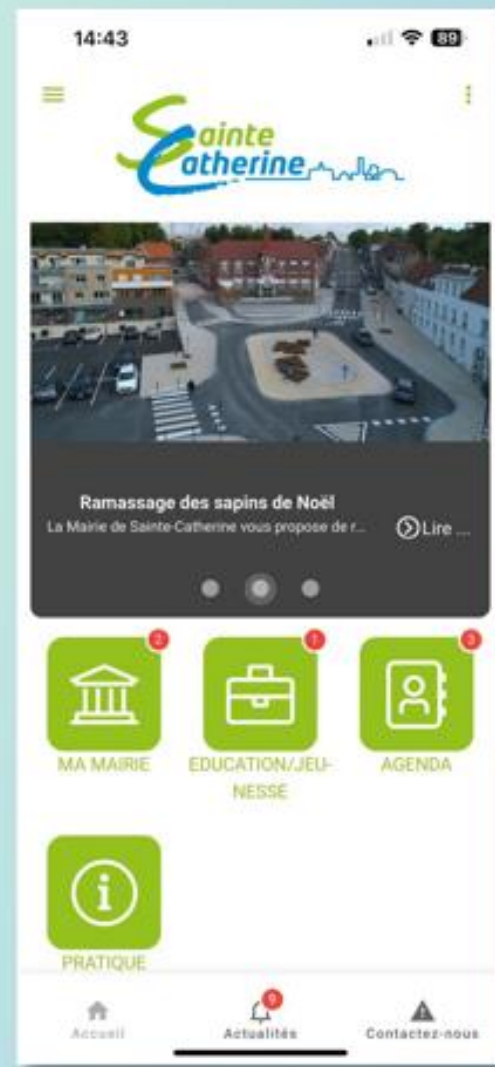 14:43
89
Sainte
Catherine
Ramassage des sapins de Noël
La Mairie de Sainte-Catherine vous propose de r...
Lire ...
2
1
3
MA MAIRIE
EDUCATION/JEU-
NESSE
AGENDA
PRATIQUE
9
Accueil
Actualités
Contactez-nous